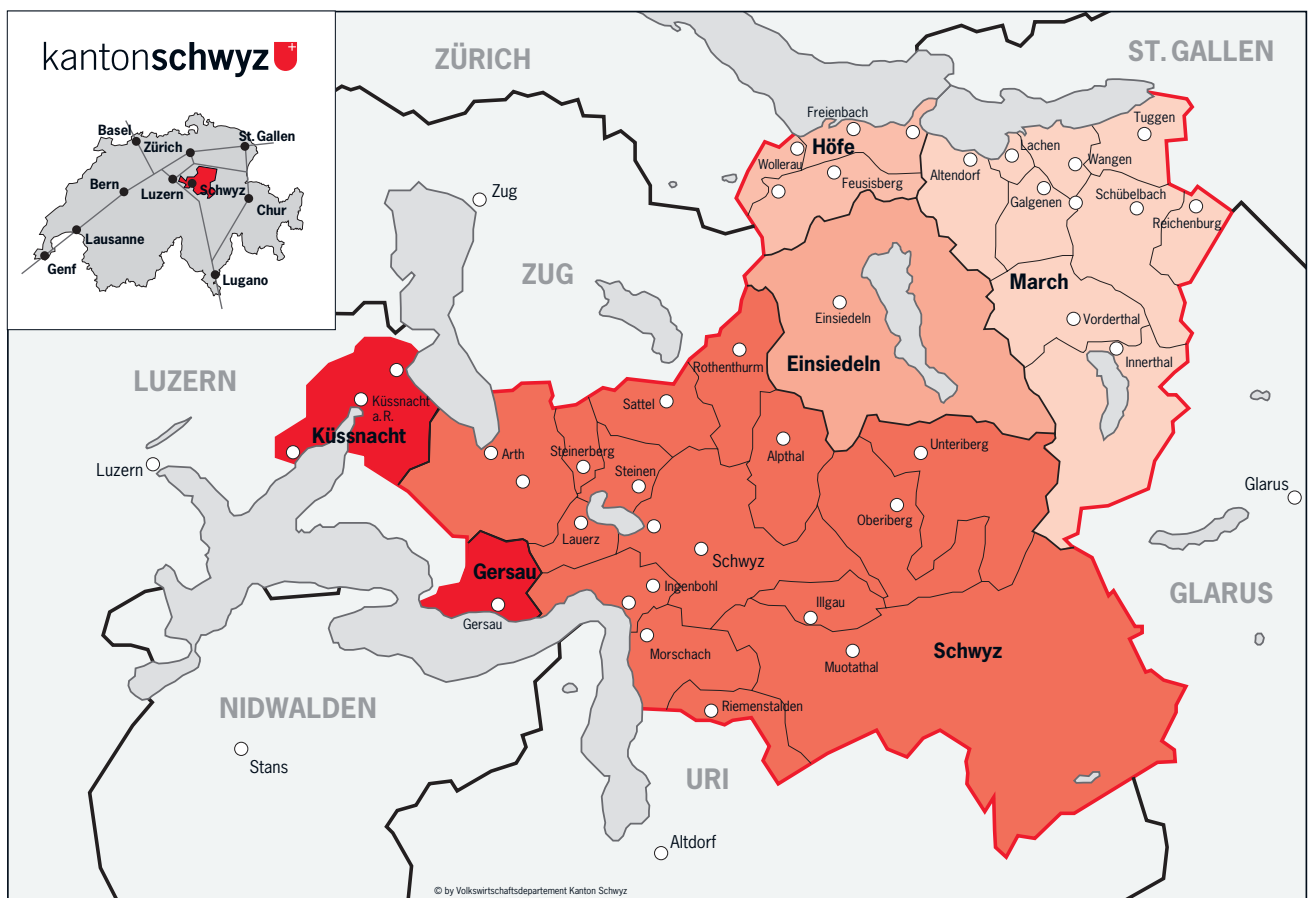 kantonschwyz
Basel
Zürich
St. Gallen
Bern
Luzern
Schwyz
Chur
Lausanne
Genf
Lugano
ZÜRICH
ST. GALLEN
Freienbach
Tuggen
Höfe
Lachen
Wollerau
Altendorf
Wangen
Feusisberg
Galgenen
Schübelbach
Reichenburg
Zug
ZUG
March
Einsiedeln
Vorderthal
Einsiedeln
Innerthal
Rothenthurm
LUZERN
Küssnacht
a.R.
Sattel
Küssnacht
Unteriberg
Luzern
Arth
Steinerberg
Alpthal
Steinen
Glarus
Oberiberg
Lauerz
Schwyz
Gersau
Ingenbohl
GLARUS
Illgau
Gersau
Morschach
Muotathal
Schwyz
NIDWALDEN
Riemenstalden
Stans
URI
Altdorf
© by Volkswirtschaftsdepartement Kanton Schwyz